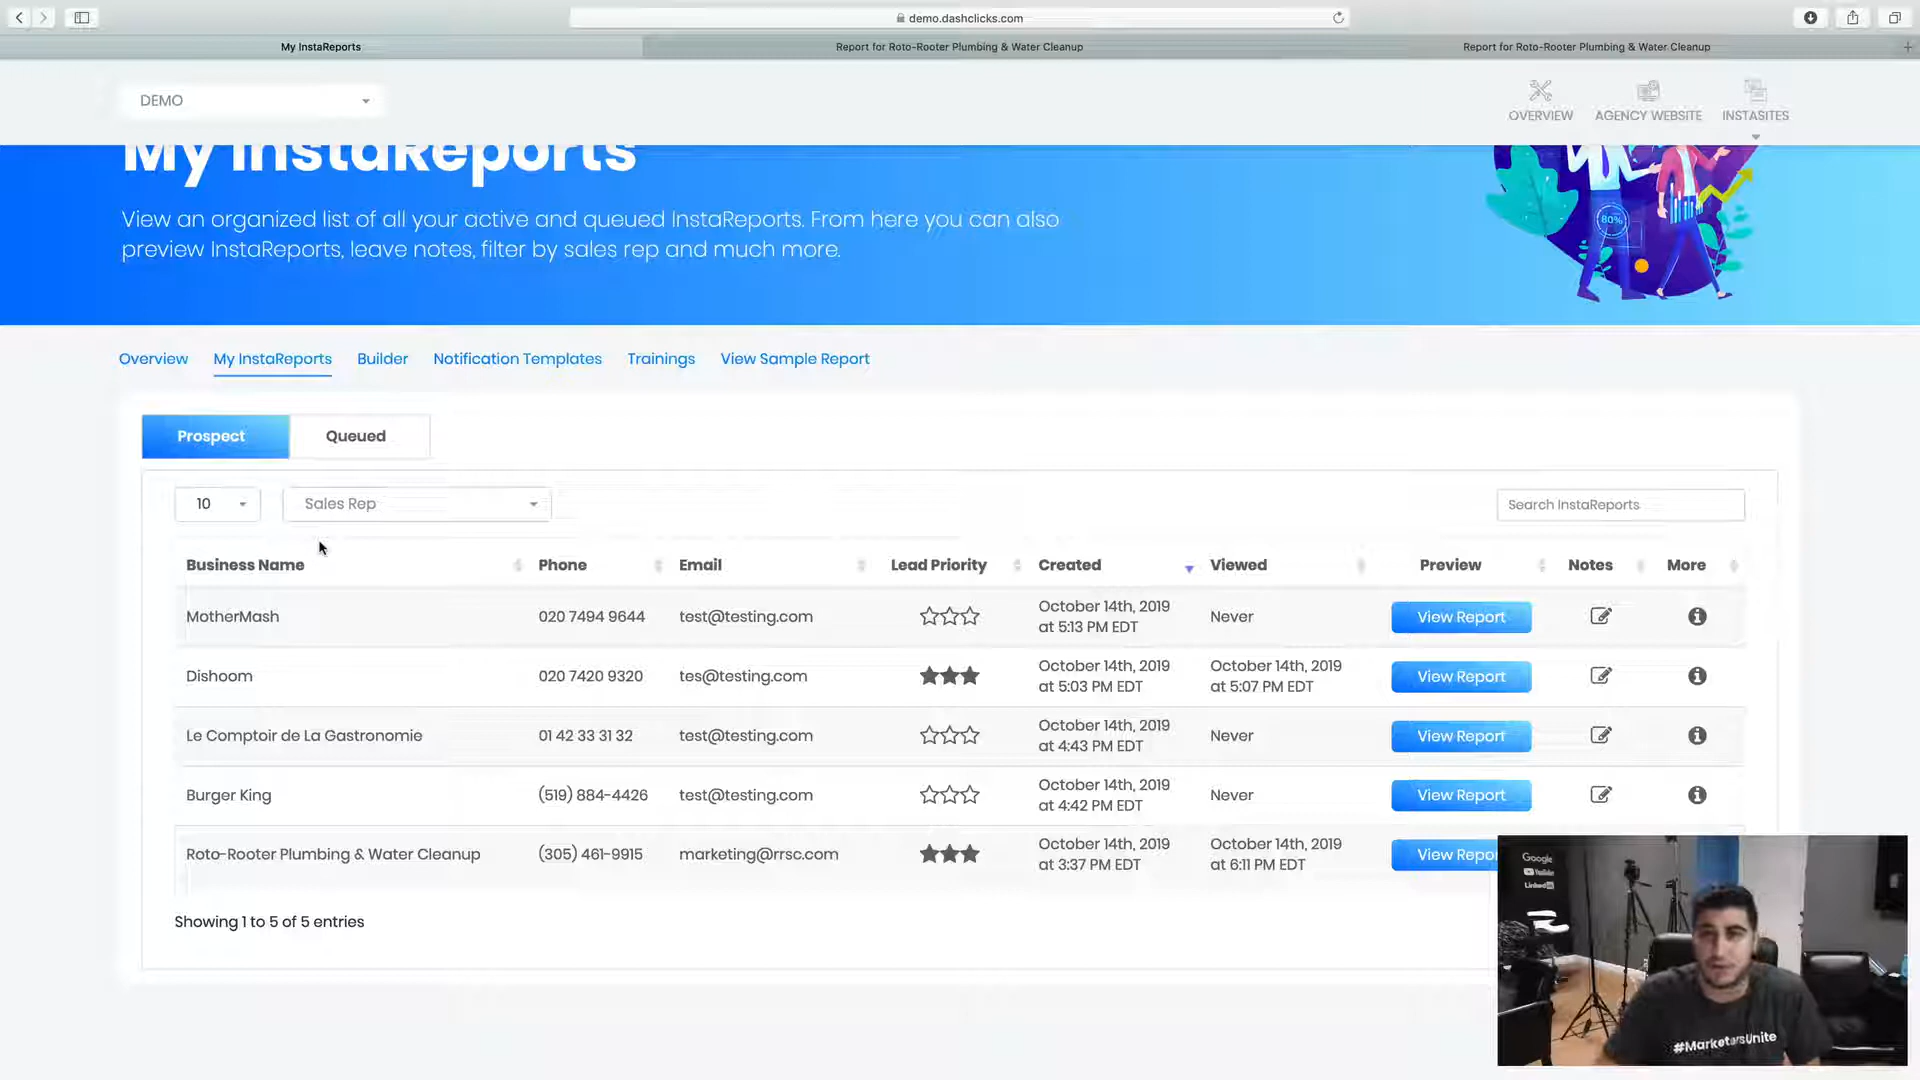 demo.dashclicks.com
My InstaReports
Report for Roto-Rooter Plumbing & Water Cleanup
Report for Roto-Rooter Plumbing & Water Cleanup
DEMO
OVERVIEW
AGENCY WEBSITE
INSTASITES
My InstaReports
View an organized list of all your active and queued InstaReports. From here you can also
preview InstaReports, leave notes, filter by sales rep and much more.
80%
Overview
My InstaReports
Builder
Notification Templates
Trainings
View Sample Report
Prospect
Queued
10
Sales Rep
Search InstaReports
Business Name Phone Email Lead Priority Created Viewed Preview Notes More
MotherMash 020 7494 9644 test@testing.com October 14th, 2019 at 5:13 PM EDT Never View Report
Dishoom 020 7420 9320 tes@testing.com October 14th, 2019 at 5:03 PM EDT October 14th, 2019 at 5:07 PM EDT View Report
Le Comptoir de La Gastronomie 01 42 33 31 32 test@testing.com October 14th, 2019 at 4:43 PM EDT Never View Report
Burger King (519) 884-4426 test@testing.com October 14th, 2019 at 4:42 PM EDT Never View Report
Roto-Rooter Plumbing & Water Cleanup (305) 461-9915 marketing@rrsc.com October 14th, 2019 at 3:37 PM EDT October 14th, 2019 at 6:11 PM EDT View Repo
Showing 1 to 5 of 5 entries
Google
YouTube
LinkedIn
#MarketersUnite